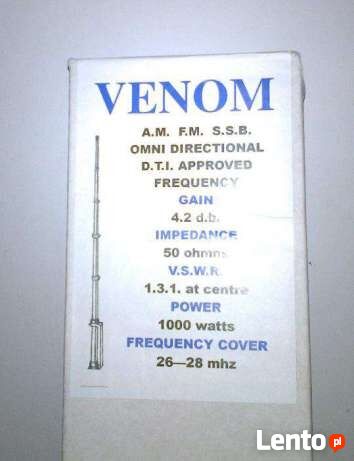 VENOM
A.M. F.M. S.S.B.
OMNI DIRECTIONAL
D.T.I. APPROVED
FREQUENCY
GAIN
4.2 d.b.
IMPEDANCE
50 ohms
V.S.W.R.
1.3.1. at centre
POWER
1000 watts
FREQUENCY COVER
26—28 mhz
Lento.pl